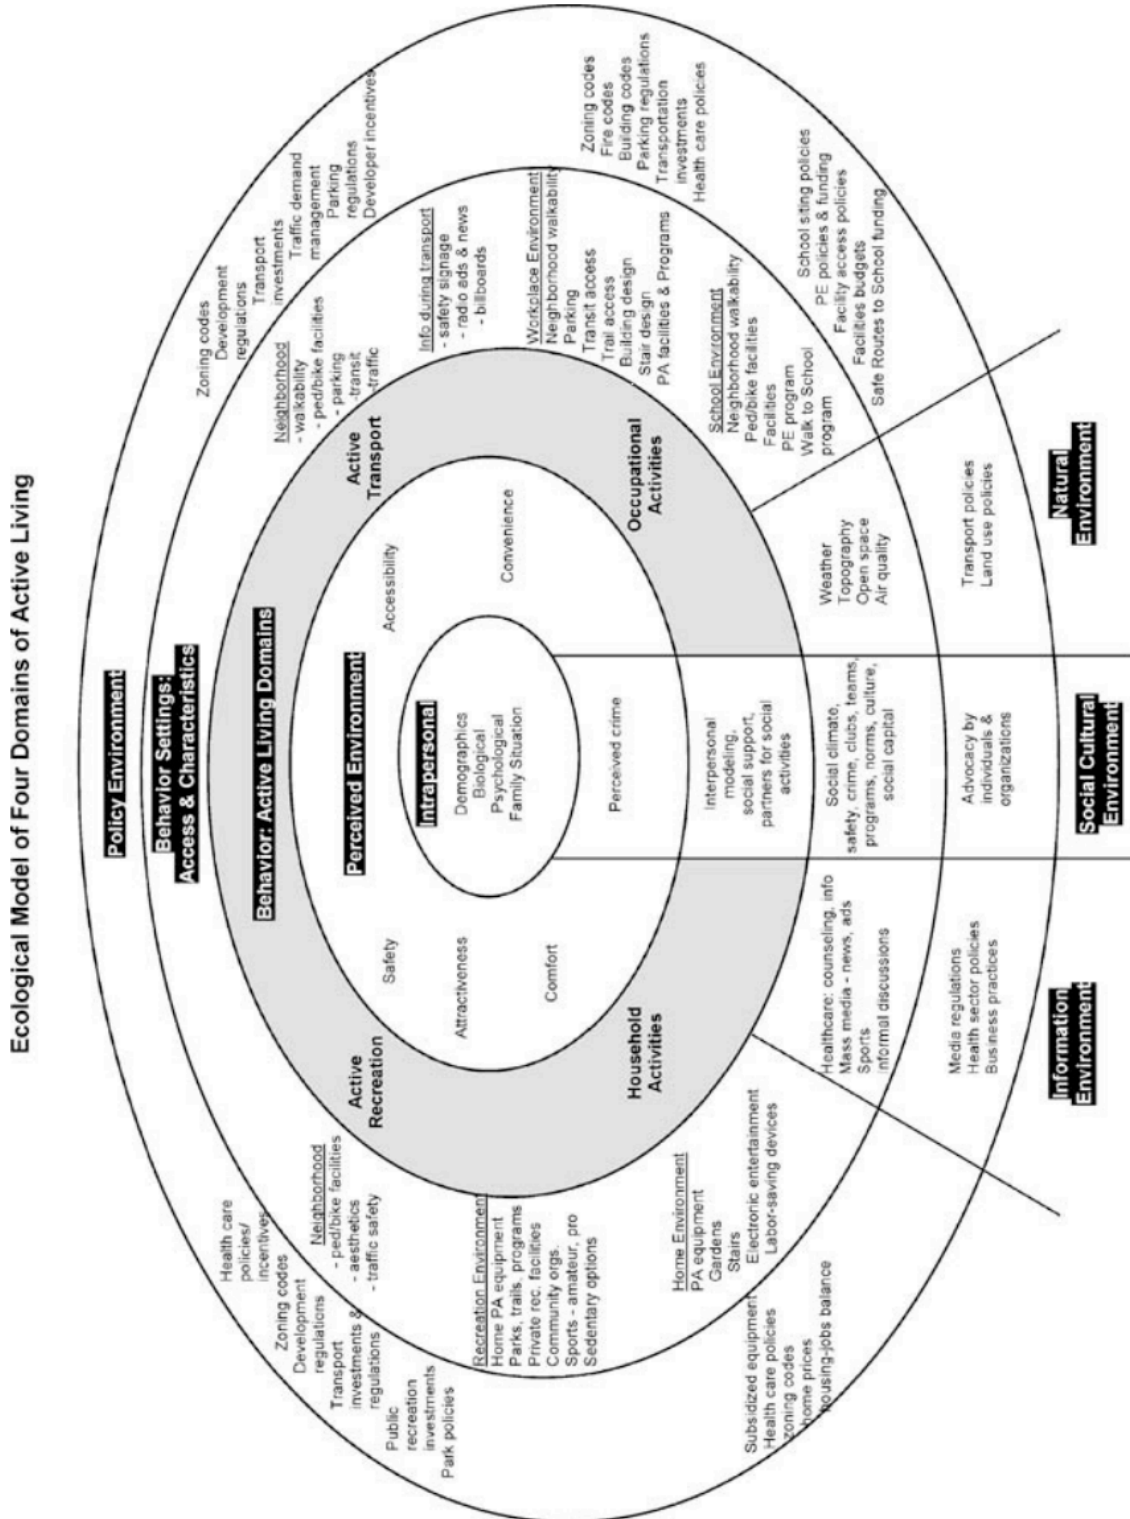 Ecological Model of Four Domains of Active Living
Policy Environment
Behavior Settings:
Access & Characteristics
Behavior: Active Living Domains
Perceived Environment
Intrapersonal
Demographics
Biological
Psychological
Family Situation
Safety
Attractiveness
Comfort
Accessibility
Convenience
Perceived crime
Active
Recreation
Active
Transport
Household
Activities
Occupational
Activities
Interpersonal
modeling,
social support,
partners for social
activities
Health care
policies/
incentives
Zoning codes
Development
regulations
Transport
investments &
regulations
Public
recreation
investments
Park policies
Neighborhood
- ped/bike facilities
- aesthetics
- traffic safety
Recreation Environment
Home PA equipment
Parks, trails, programs
Private rec. facilities
Community orgs.
Sports - amateur, pro
Sedentary options
Home Environment
PA equipment
Gardens
Stairs
Electronic entertainment
Labor-saving devices
Subsidized equipment
Health care policies
zoning codes
home prices
housing-jobs balance
Zoning codes
Development
regulations
Transport
investments
Traffic demand
management
Parking
regulations
Developer incentives
Neighborhood
- walkability
- ped/bike facilities
- parking
-transit
-traffic
Info during transport
- safety signage
- radio ads & news
- billboards
Workplace Environment
Neighborhood walkability
Parking
Transit access
Trail access
Building design
Stair design
PA facilities & Programs
Zoning codes
Fire codes
Building codes
Parking regulations
Transportation
investments
Health care policies
School Environment
Neighborhood walkability
Ped/bike facilities
Facilities
PE program
Walk to School
program
School siting policies
PE policies & funding
Facility access policies
Facilities budgets
Safe Routes to School funding
Healthcare: counseling, info
Mass media - news, ads
Sports
Informal discussions
Media regulations
Health sector policies
Business practices
Information
Environment
Social climate,
safety, crime, clubs, teams,
programs, norms, culture,
social capital
Advocacy by
individuals &
organizations
Social Cultural
Environment
Weather
Topography
Open space
Air quality
Transport policies
Land use policies
Natural
Environment